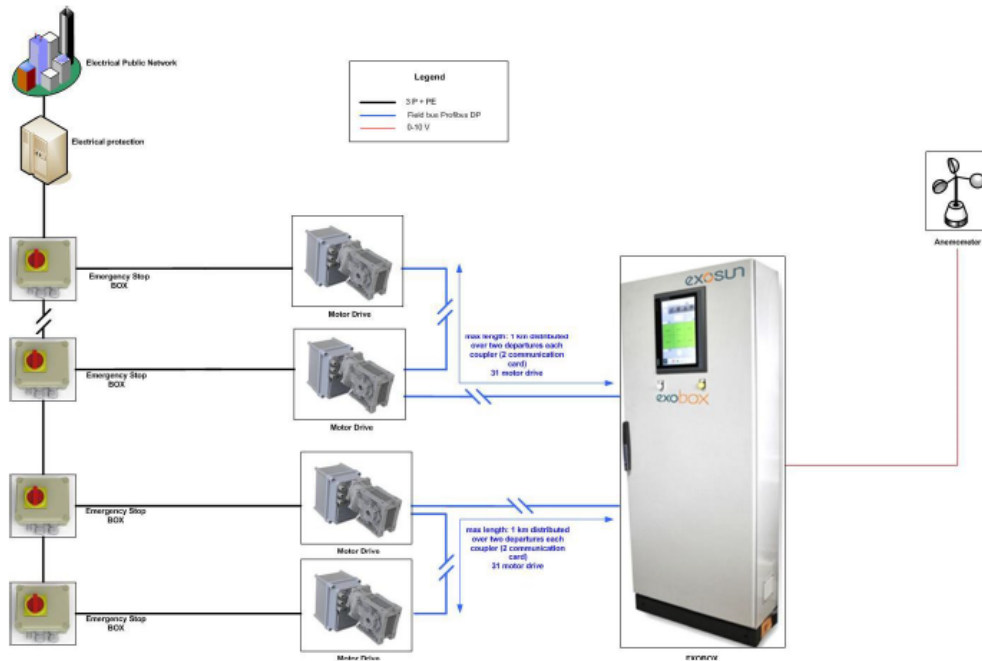 Electrical Public Network
Legend
3 P + PE
Field bus Profibus DP
0-10 V
Electrical protection
Anemometer
Emergency Stop
BOX
Motor Drive
max length: 1 km distributed
over two departures each
coupler (2 communication
card)
31 motor drive
exosun
exobox
Emergency Stop
BOX
Motor Drive
Emergency Stop
BOX
Motor Drive
max length: 1 km distributed
over two departures each
coupler (2 communication
card)
31 motor drive
Emergency Stop
BOX
Motor Drive
EXOBOX